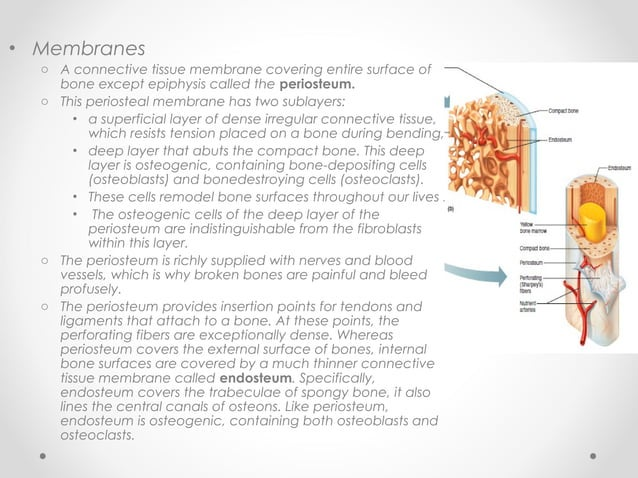 • Membranes
○ A connective tissue membrane covering entire surface of
bone except epiphysis called the periosteum.
○ This periosteal membrane has two sublayers:
• a superficial layer of dense irregular connective tissue,
which resists tension placed on a bone during bending,
• deep layer that abuts the compact bone. This deep
layer is osteogenic, containing bone-depositing cells
(osteoblasts) and bonedestroying cells (osteoclasts).
• These cells remodel bone surfaces throughout our lives .
• The osteogenic cells of the deep layer of the
periosteum are indistinguishable from the fibroblasts
within this layer.
○ The periosteum is richly supplied with nerves and blood
vessels, which is why broken bones are painful and bleed
profusely.
○ The periosteum provides insertion points for tendons and
ligaments that attach to a bone. At these points, the
perforating fibers are exceptionally dense. Whereas
periosteum covers the external surface of bones, internal
bone surfaces are covered by a much thinner connective
tissue membrane called endosteum. Specifically,
endosteum covers the trabeculae of spongy bone, it also
lines the central canals of osteons. Like periosteum,
endosteum is osteogenic, containing both osteoblasts and
osteoclasts.
Compact bone
Endosteum
(b)
Endosteum
Yellow
bone marrow
Compact bone
Periosteum
Perforating
(Sharpey's)
fibers
Nutrient
arteries